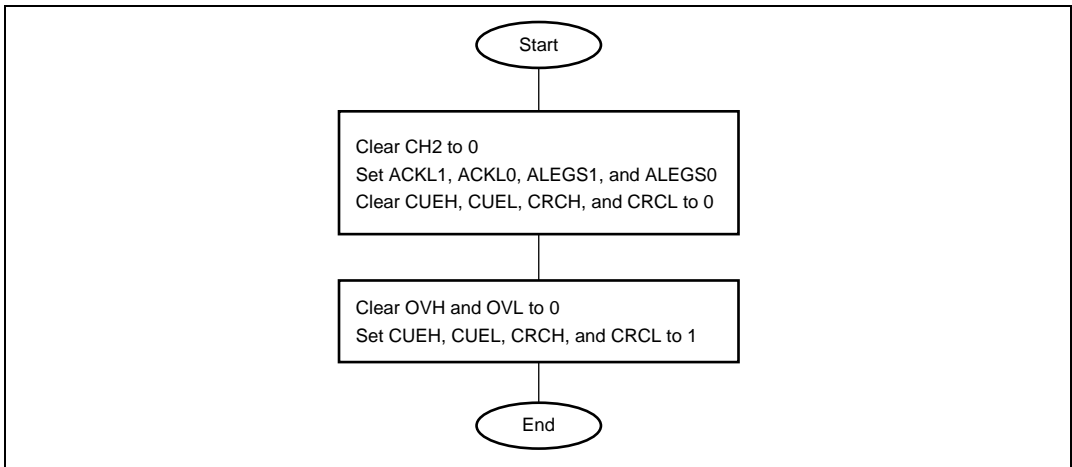 Start
Clear CH2 to 0
Set ACKL1, ACKL0, ALEGS1, and ALEGS0
Clear CUEH, CUEL, CRCH, and CRCL to 0
Clear OVH and OVL to 0
Set CUEH, CUEL, CRCH, and CRCL to 1
End